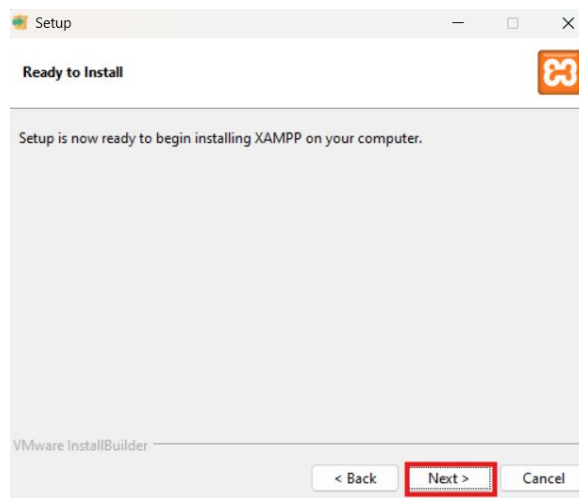 Setup
Ready to Install
Setup is now ready to begin installing XAMPP on your computer.
VMware InstallBuilder
< Back Next > Cancel